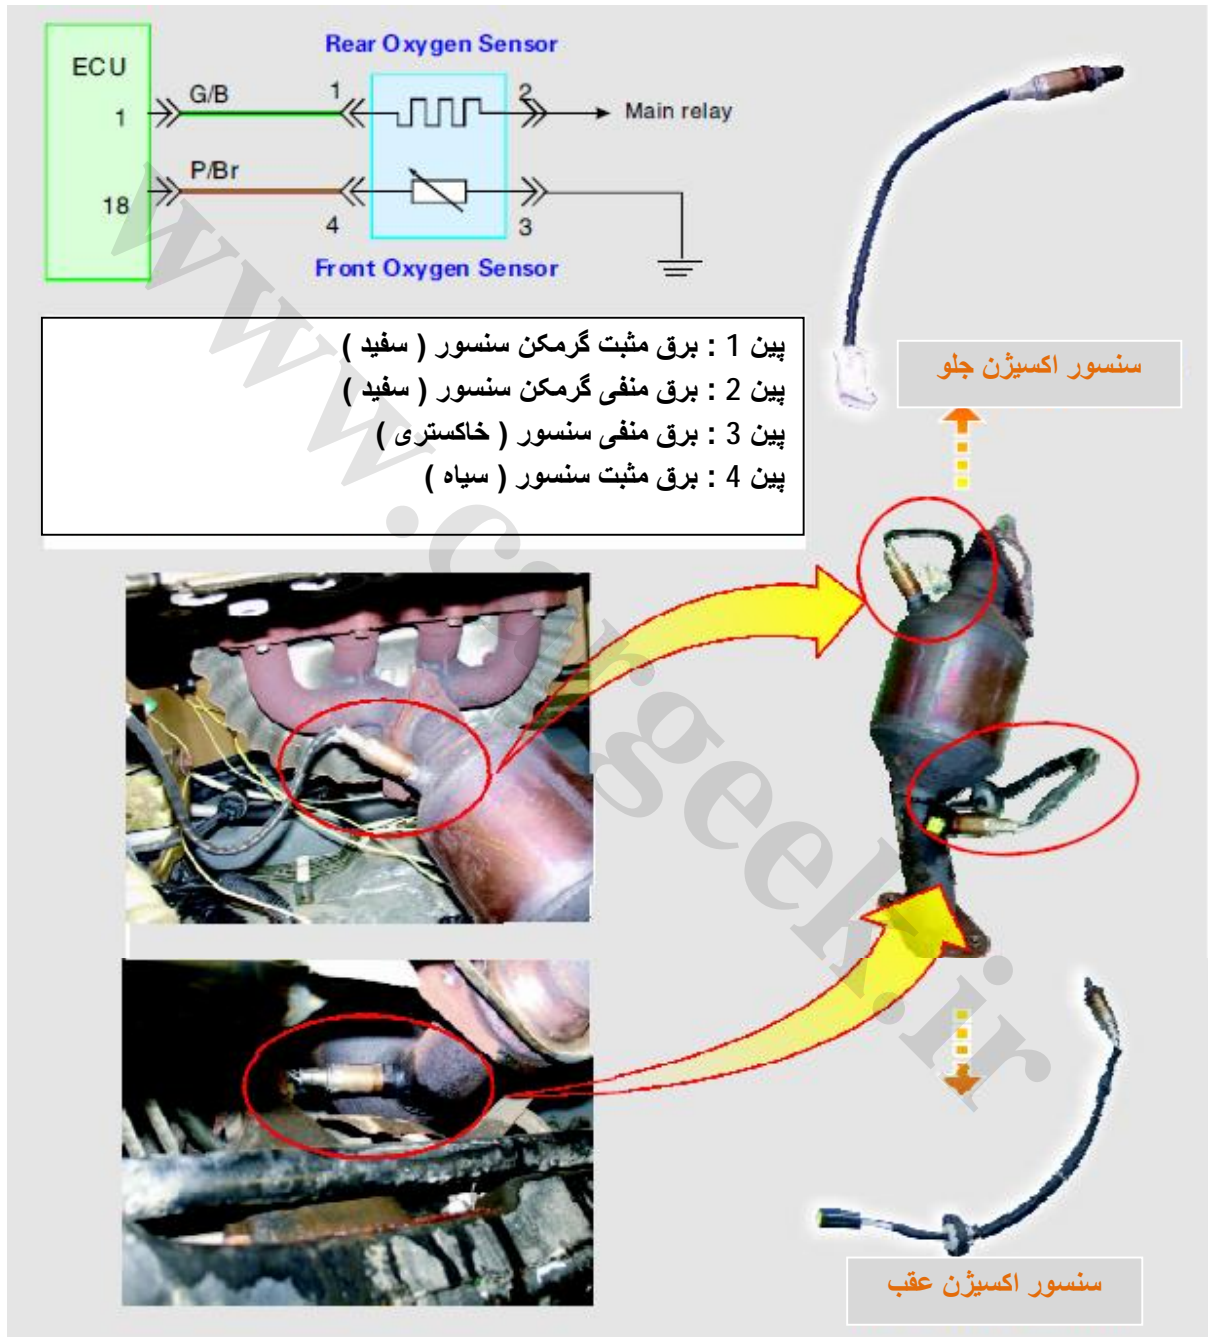 Rear Oxygen Sensor
ECU
G/B
1
2
1
Main relay
P/Br
18
4
3
Front Oxygen Sensor
پین 1 : برق مثبت گرمکن سنسور ( سفید )
پین 2 : برق منفی گرمکن سنسور ( سفید )
پین 3 : برق منفی سنسور ( خاکستری )
پین 4 : برق مثبت سنسور ( سیاه )
سنسور اکسیژن جلو
سنسور اکسیژن عقب
www.cargeek.ir